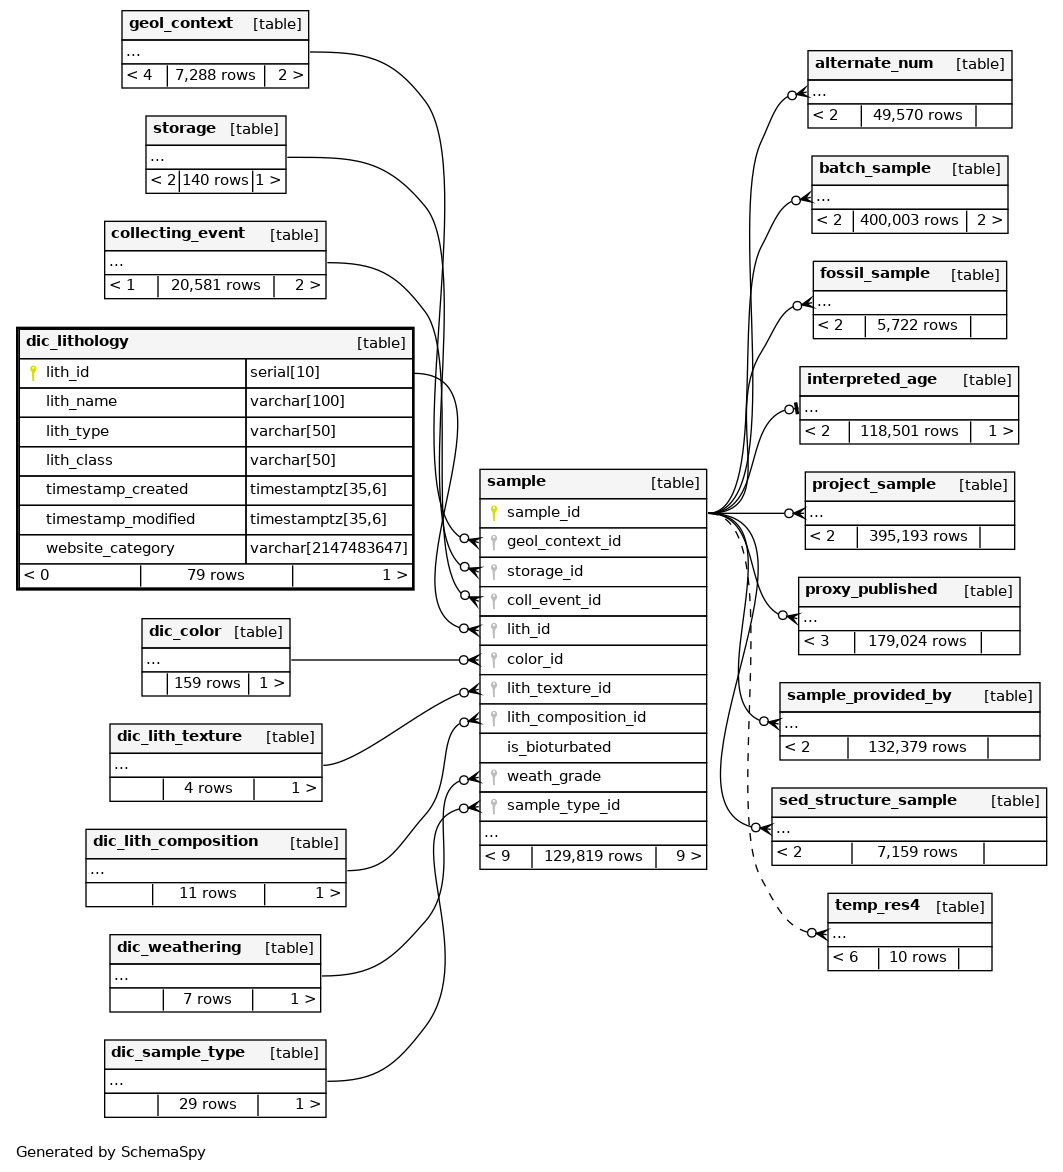 geol_context [table]
...
< 4 7,288 rows 2 >
storage [table]
...
< 2 140 rows 1 >
collecting_event [table]
...
< 1 20,581 rows 2 >
dic_lithology [table]
lith_id serial[10]
lith_name varchar[100]
lith_type varchar[50]
lith_class varchar[50]
timestamp_created timestamptz[35,6]
timestamp_modified timestamptz[35,6]
website_category varchar[2147483647]
< 0 79 rows 1 >
dic_color [table]
...
159 rows 1 >
dic_lith_texture [table]
...
4 rows 1 >
dic_lith_composition [table]
...
11 rows 1 >
dic_weathering [table]
...
7 rows 1 >
dic_sample_type [table]
...
29 rows 1 >
sample [table]
sample_id
geol_context_id
storage_id
coll_event_id
lith_id
color_id
lith_texture_id
lith_composition_id
is_bioturbated
weath_grade
sample_type_id
...
< 9 129,819 rows 9 >
alternate_num [table]
...
< 2 49,570 rows
batch_sample [table]
...
< 2 400,003 rows 2 >
fossil_sample [table]
...
< 2 5,722 rows
interpreted_age [table]
...
< 2 118,501 rows 1 >
project_sample [table]
...
< 2 395,193 rows
proxy_published [table]
...
< 3 179,024 rows
sample_provided_by [table]
...
< 2 132,379 rows
sed_structure_sample [table]
...
< 2 7,159 rows
temp_res4 [table]
...
< 6 10 rows
Generated by SchemaSpy